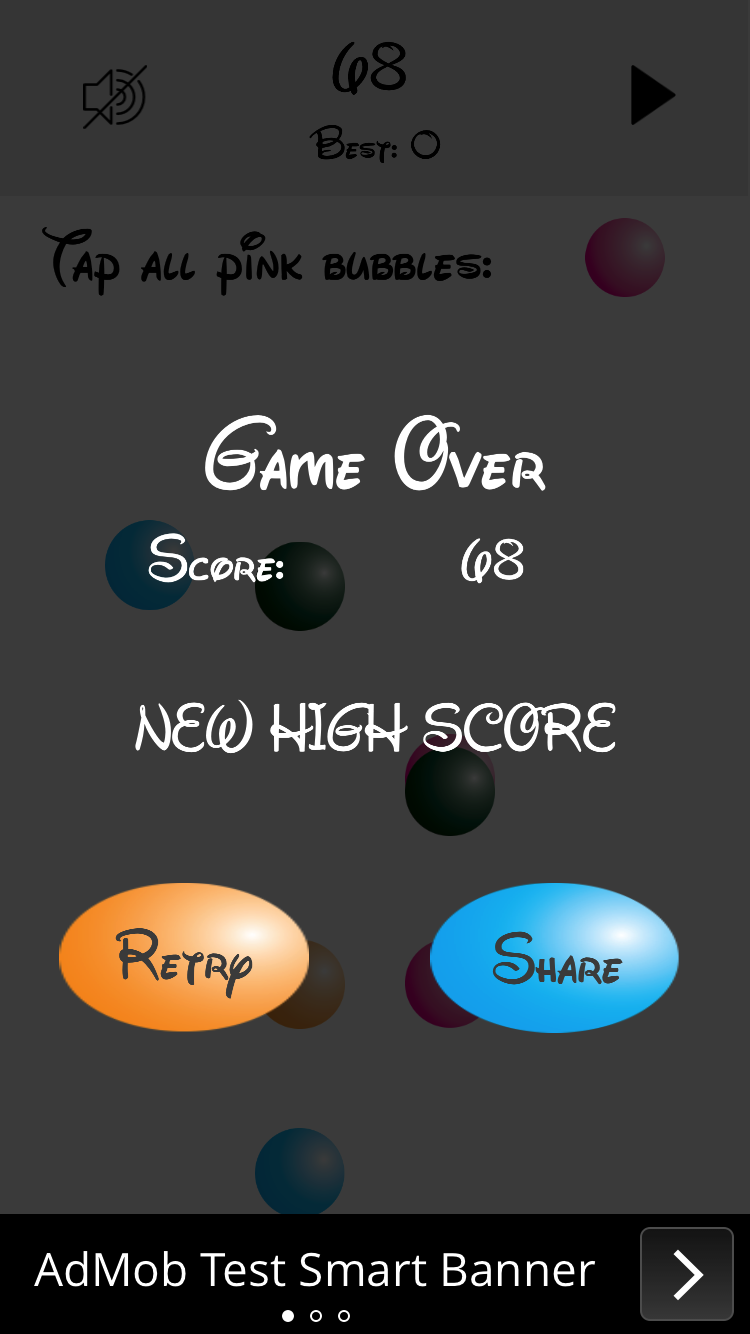 68
Best: 0
Tap all pink bubbles:
Game Over
Score: 68
NEW HIGH SCORE
Retry Share
AdMob Test Smart Banner